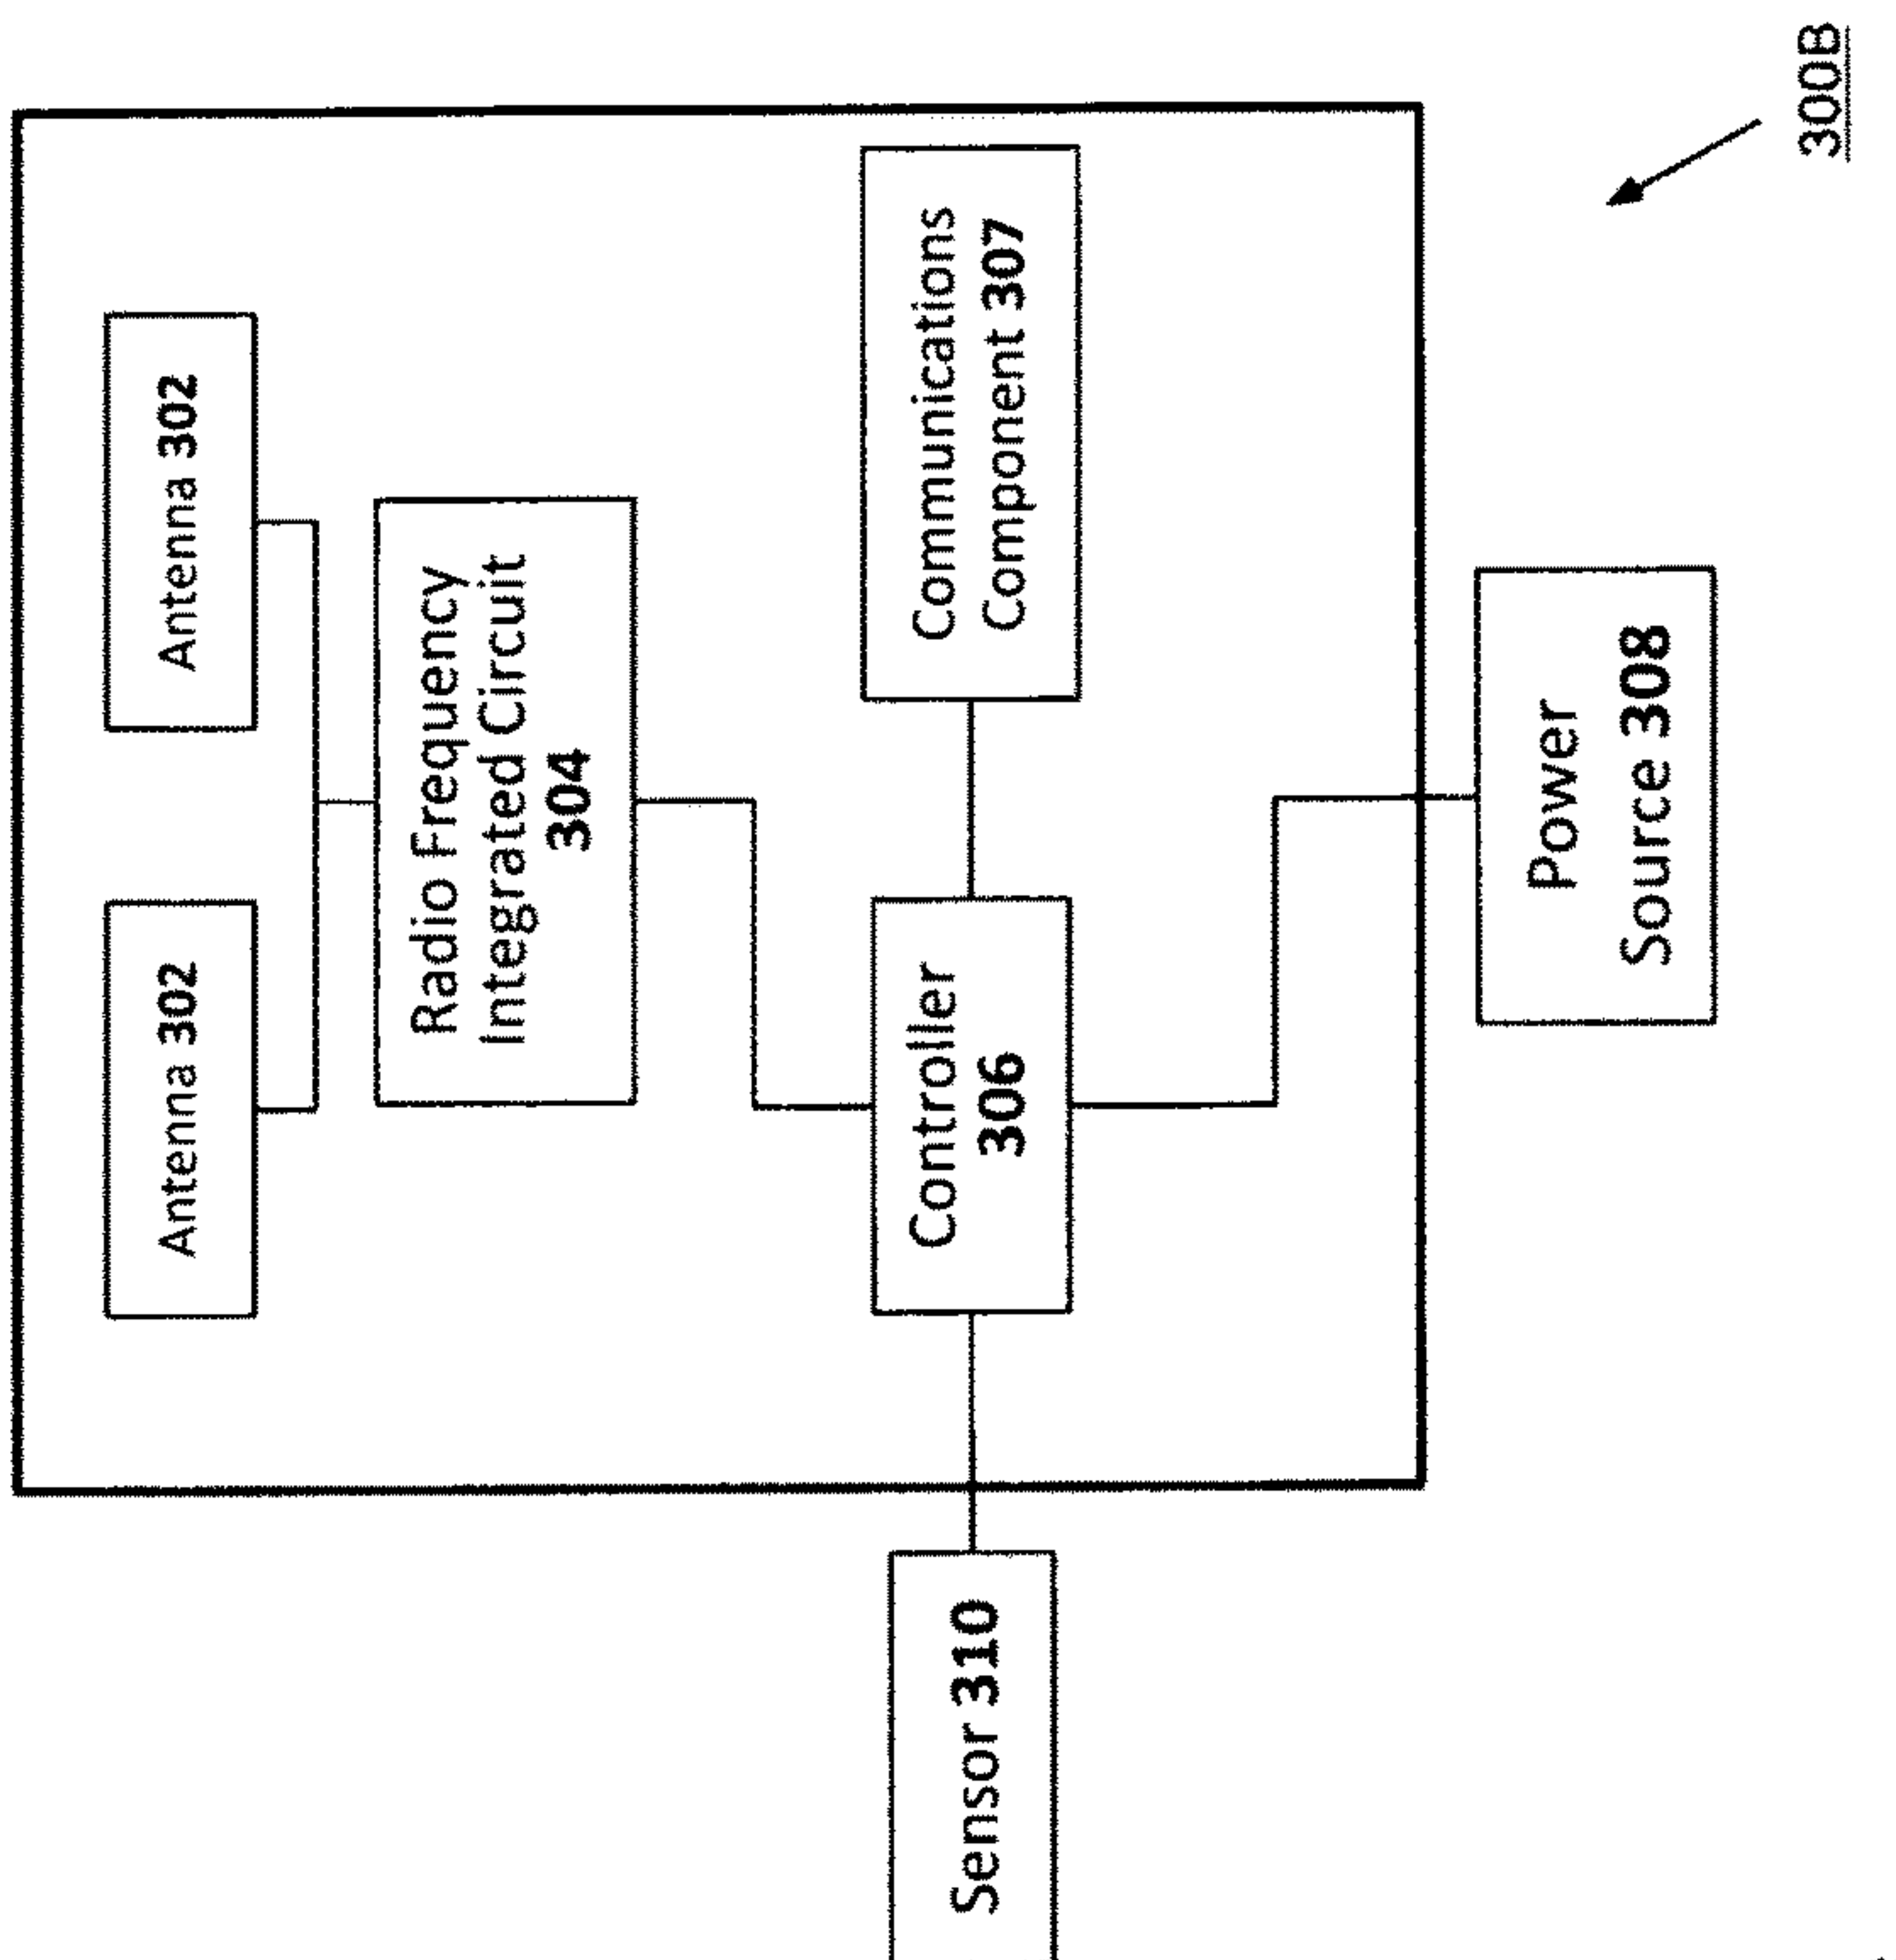 Antenna 302
Antenna 302
Radio Frequency
Integrated Circuit
304
Sensor 310
Controller
306
Communications
Component 307
Power
Source 308
300B